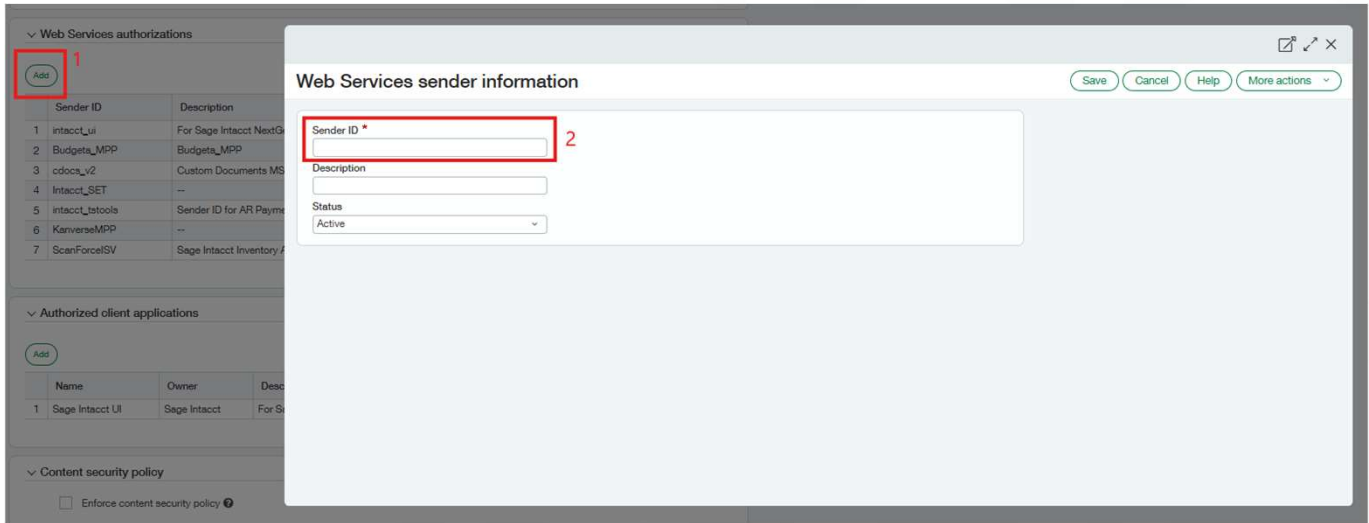 Web Services authorizations
1
Add
Sender ID Description
1 intacct_ui For Sage Intacct NextG
2 Budgeta_MPP Budgeta_MPP
3 cdocs_v2 Custom Documents MS
4 Intacct_SET --
5 intacct_tstools Sender ID for AR Payme
6 KanverseMPP --
7 ScanForceISV Sage Intacct Inventory A
Authorized client applications
Add
Name Owner Desc
1 Sage Intacct UI Sage Intacct For Sa
Content security policy
Enforce content security policy ?
Web Services sender information
Save Cancel Help More actions
Sender ID *
2
Description
Status
Active